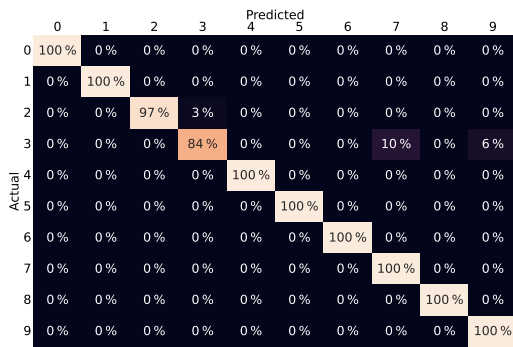 Predicted
0 1 2 3 4 5 6 7 8 9
Actual
0 100 % 0 % 0 % 0 % 0 % 0 % 0 % 0 % 0 % 0 %
1 0 % 100 % 0 % 0 % 0 % 0 % 0 % 0 % 0 % 0 %
2 0 % 0 % 97 % 3 % 0 % 0 % 0 % 0 % 0 % 0 %
3 0 % 0 % 0 % 84 % 0 % 0 % 0 % 10 % 0 % 6 %
4 0 % 0 % 0 % 0 % 100 % 0 % 0 % 0 % 0 % 0 %
5 0 % 0 % 0 % 0 % 0 % 100 % 0 % 0 % 0 % 0 %
6 0 % 0 % 0 % 0 % 0 % 0 % 100 % 0 % 0 % 0 %
7 0 % 0 % 0 % 0 % 0 % 0 % 0 % 100 % 0 % 0 %
8 0 % 0 % 0 % 0 % 0 % 0 % 0 % 0 % 100 % 0 %
9 0 % 0 % 0 % 0 % 0 % 0 % 0 % 0 % 0 % 100 %